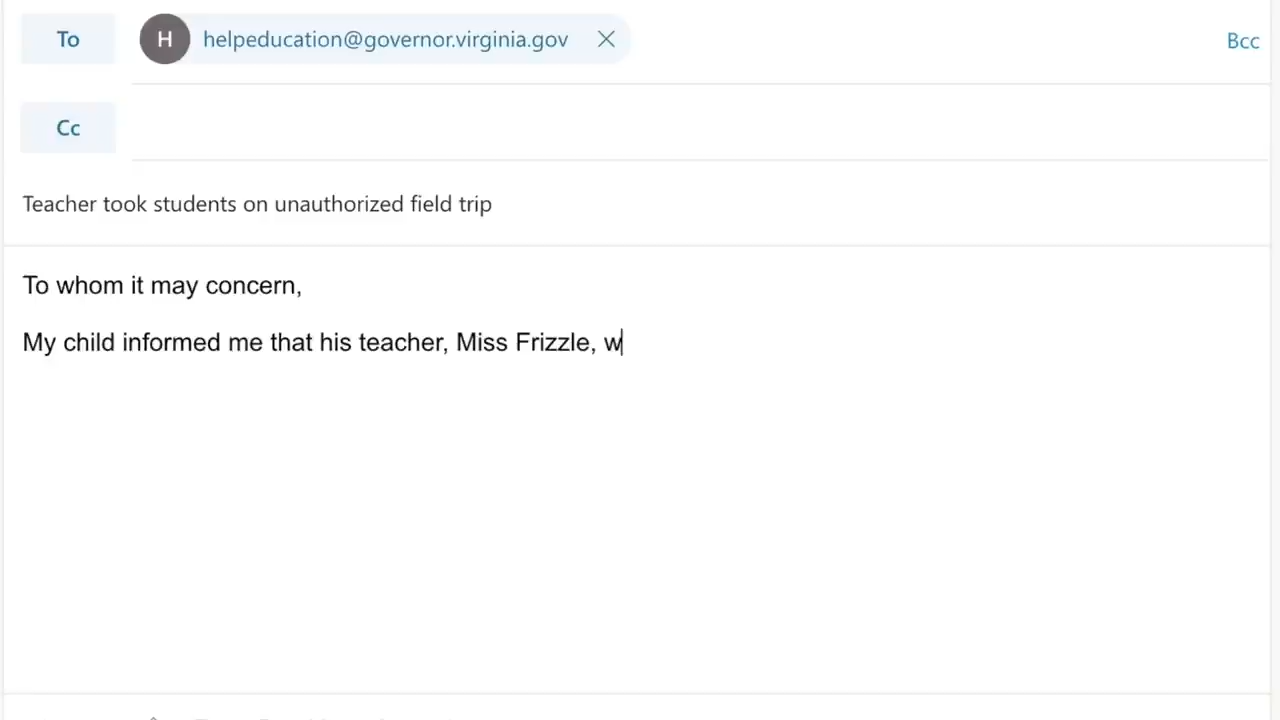 To
H
helpeducation@governor.virginia.gov
Bcc
Cc
Teacher took students on unauthorized field trip
To whom it may concern,
My child informed me that his teacher, Miss Frizzle, w